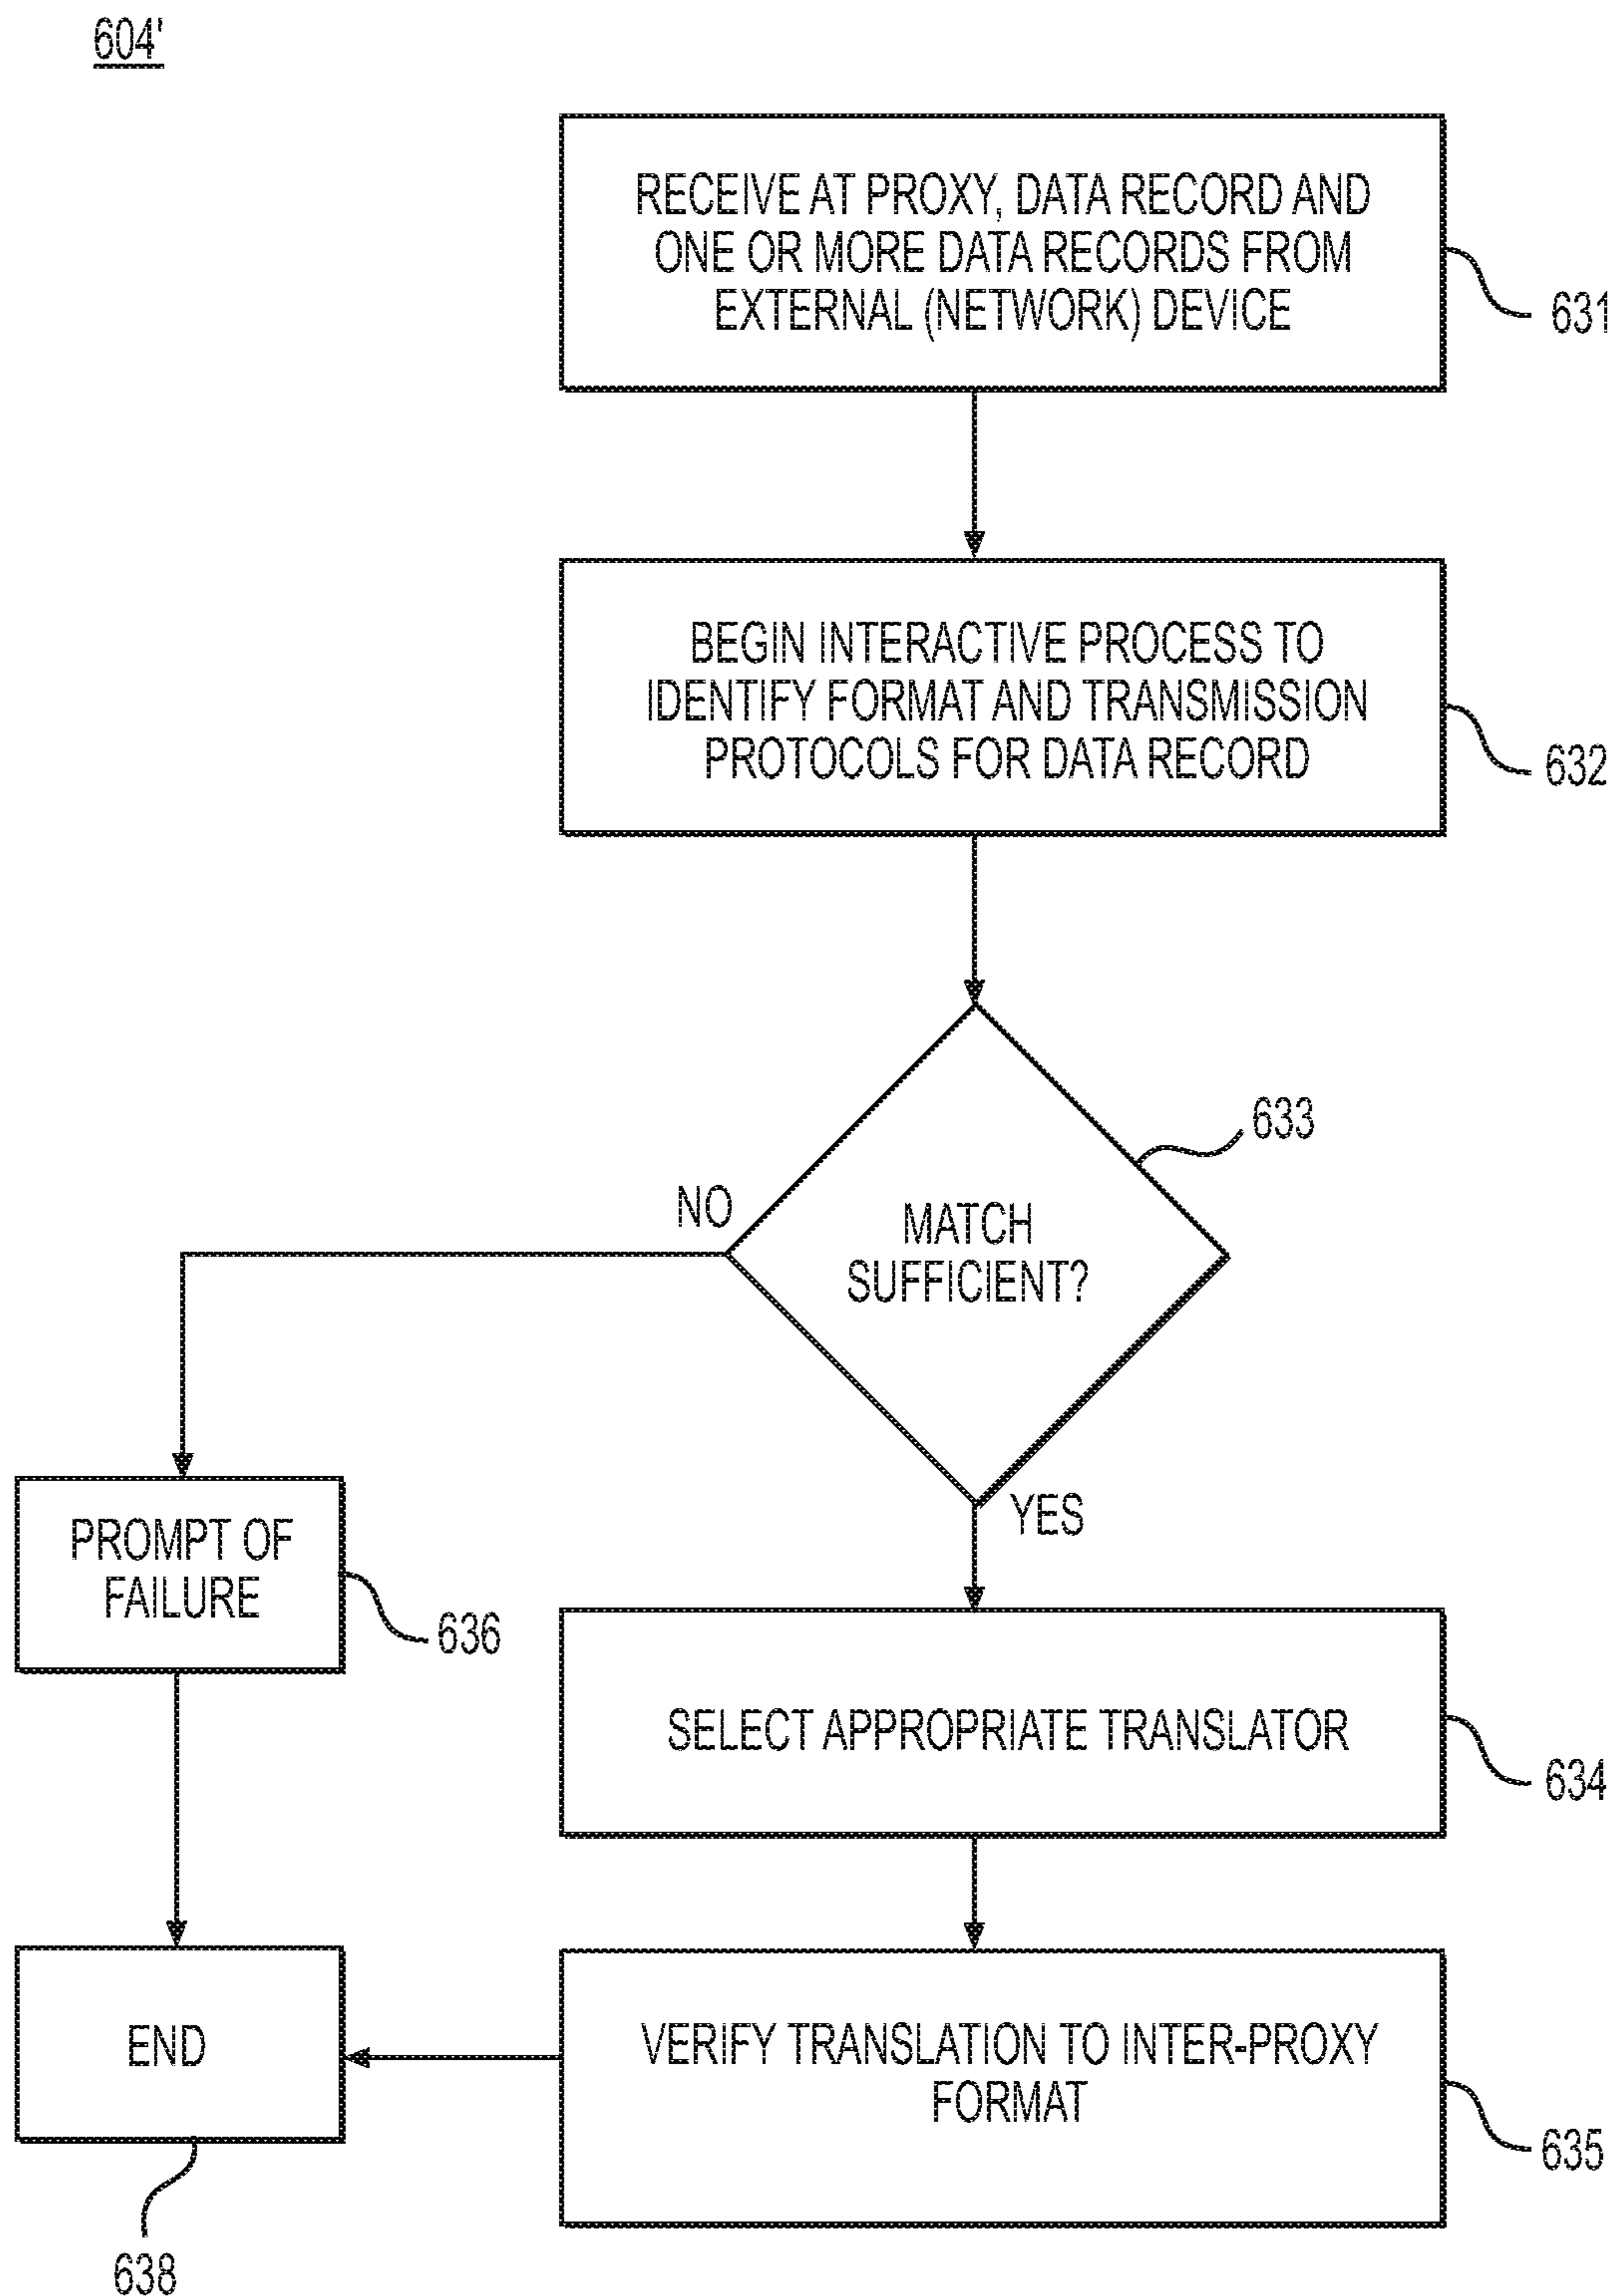 604'
RECEIVE AT PROXY, DATA RECORD AND
ONE OR MORE DATA RECORDS FROM
EXTERNAL (NETWORK) DEVICE
631
BEGIN INTERACTIVE PROCESS TO
IDENTIFY FORMAT AND TRANSMISSION
PROTOCOLS FOR DATA RECORD
632
633
NO
MATCH
SUFFICIENT?
YES
PROMPT OF
FAILURE
636
SELECT APPROPRIATE TRANSLATOR
634
END
VERIFY TRANSLATION TO INTER-PROXY
FORMAT
635
638